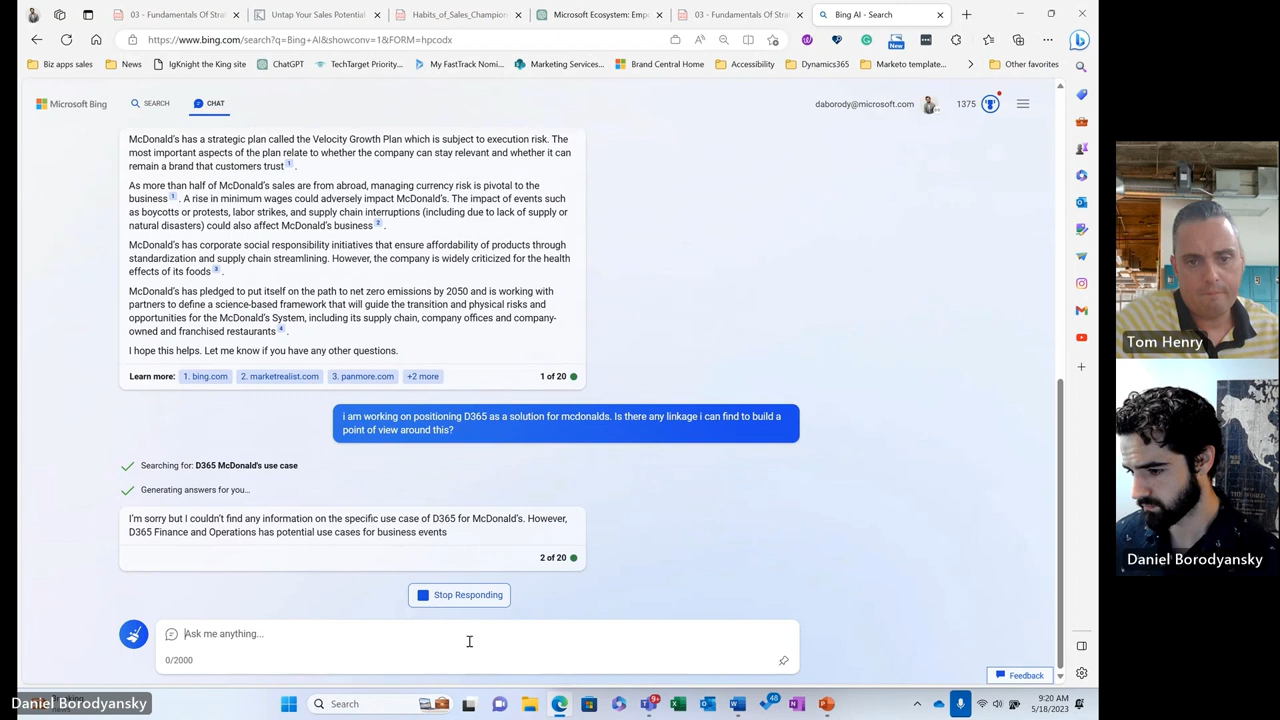 03 - Fundamentals Of Stra
Untap Your Sales Potential
Habits_of_Sales_Champion
Microsoft Ecosystem: Emp
03 - Fundamentals Of Stra
Bing AI - Search
https://www.bing.com/search?q=Bing+AI&showconv=1&FORM=hpcodx
New
Biz apps sales
News
IgKnight the King site
ChatGPT
TechTarget Priority...
My FastTrack Nomi...
Marketing Services...
Brand Central Home
Accessibility
Dynamics365
Marketo template...
Other favorites
Microsoft Bing
SEARCH
CHAT
daborody@microsoft.com
1375
McDonald's has a strategic plan called the Velocity Growth Plan which is subject to execution risk. The
most important aspects of the plan relate to whether the company can stay relevant and whether it can
remain a brand that customers trust 1 .
As more than half of McDonald's sales are from abroad, managing currency risk is pivotal to the
business 1 . A rise in minimum wages could adversely impact McDonald's. The impact of events such
as boycotts or protests, labor strikes, and supply chain interruptions (including due to lack of supply or
natural disasters) could also affect McDonald's business 2 .
McDonald's has corporate social responsibility initiatives that ensure affordability of products through
standardization and supply chain streamlining. However, the company is widely criticized for the health
effects of its foods 3 .
McDonald's has pledged to put itself on the path to net zero emissions by 2050 and is working with
partners to define a science-based framework that will guide the transition and physical risks and
opportunities for the McDonald's System, including its supply chain, company offices and company-
owned and franchised restaurants 4 .
I hope this helps. Let me know if you have any other questions.
Learn more: 1. bing.com 2. marketrealist.com 3. panmore.com +2 more 1 of 20
i am working on positioning D365 as a solution for mcdonalds. Is there any linkage i can find to build a
point of view around this?
Searching for: D365 McDonald's use case
Generating answers for you...
I'm sorry but I couldn't find any information on the specific use case of D365 for McDonald's. However,
D365 Finance and Operations has potential use cases for business events
2 of 20
Stop Responding
Ask me anything...
0/2000
Feedback
Tom Henry
Daniel Borodyansky
Daniel Borodyansky
Search
9+
48
9:20 AM
5/18/2023